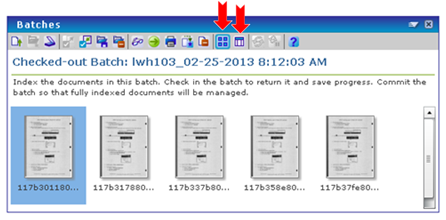 Batches
Checked-out Batch: lwh103_02-25-2013 8:12:03 AM
Index the documents in this batch. Check in the batch to return it and save progress. Commit the
batch so that fully indexed documents will be managed.
117b301180... 117b317880... 117b337b80... 117b358e80... 117b37fe80...